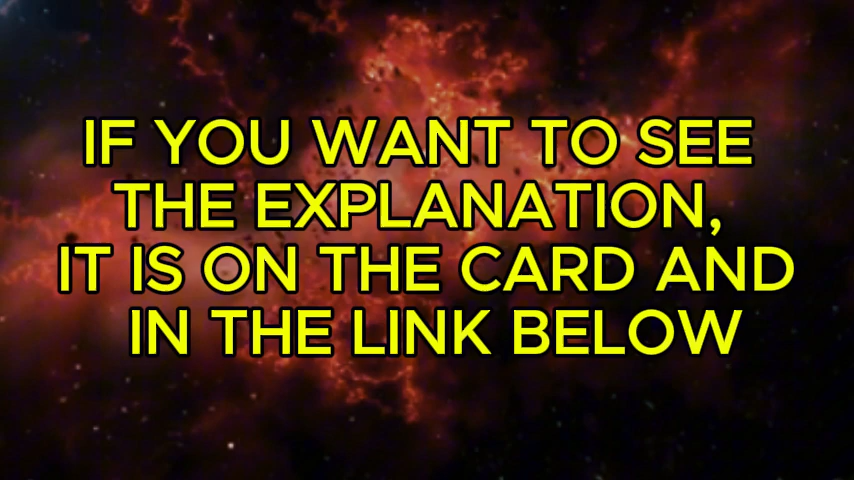 IF YOU WANT TO SEE
THE EXPLANATION,
IT IS ON THE CARD AND
IN THE LINK BELOW